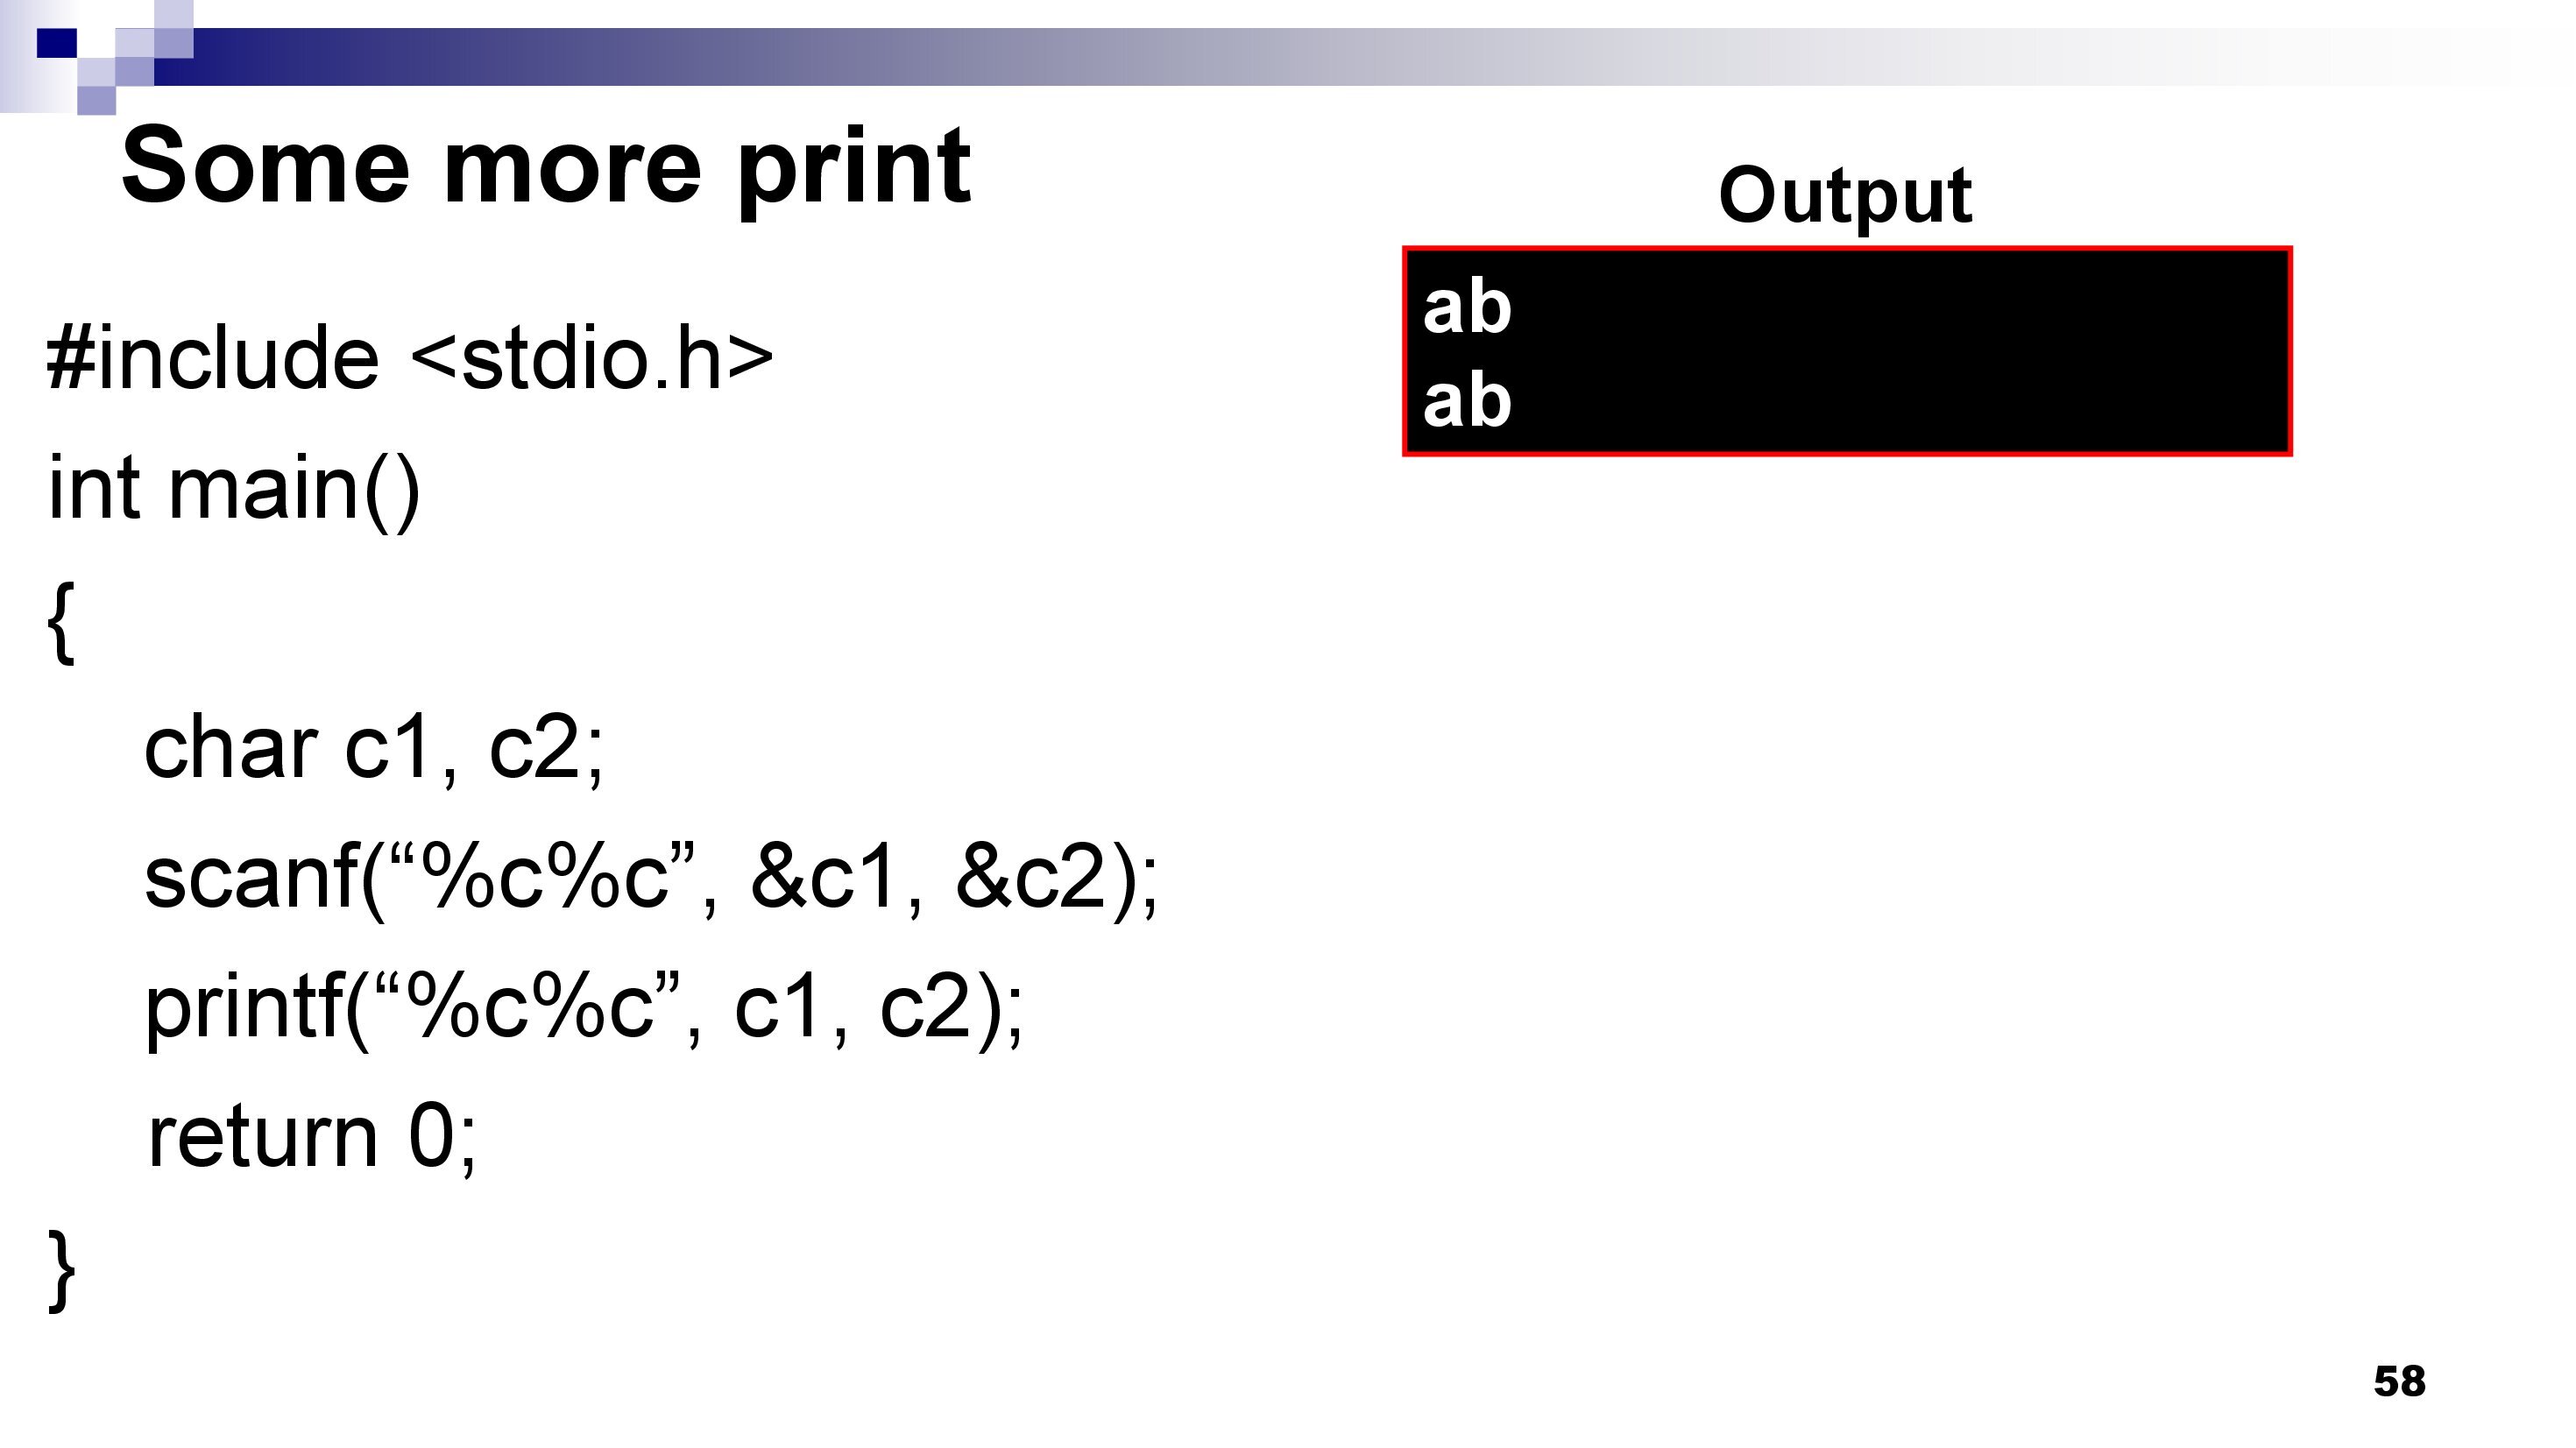 Some more print
#include <stdio.h>
int main()
{
char c1, c2;
scanf(“%c%c”, &c1, &c2);
printf(“%c%c”, c1, c2);
return 0;
}
Output
ab
ab
58